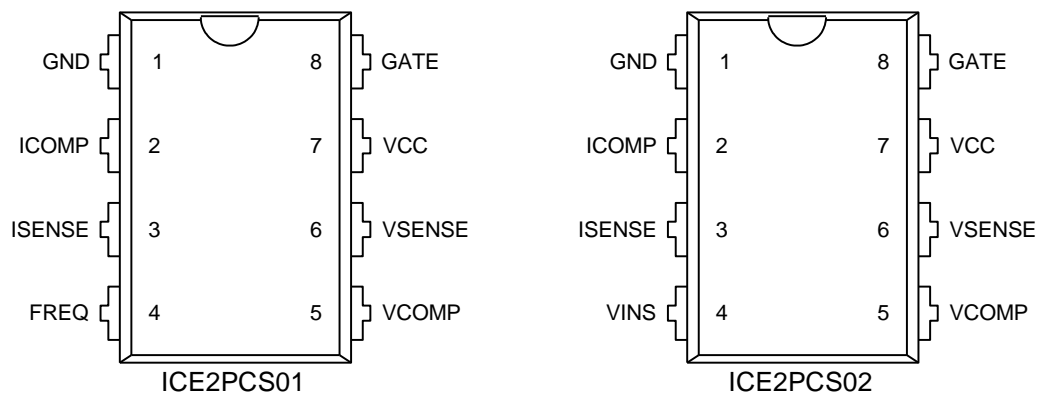 GND 1 8 GATE
ICOMP 2 7 VCC
ISENSE 3 6 VSENSE
FREQ 4 5 VCOMP
ICE2PCS01
GND 1 8 GATE
ICOMP 2 7 VCC
ISENSE 3 6 VSENSE
VINS 4 5 VCOMP
ICE2PCS02